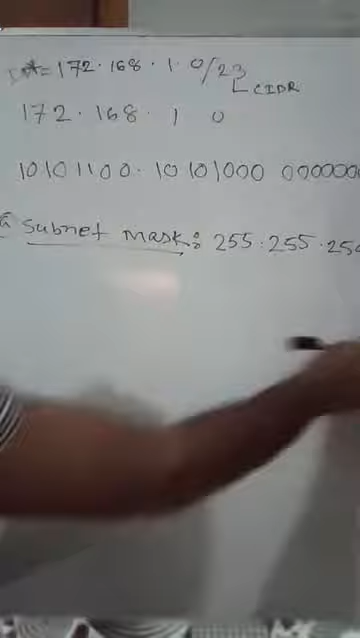 172.168.1.0/23
CIDR
172.168.1 0
10101100.10101000 0000000
Subnet Mask: 255.255.25